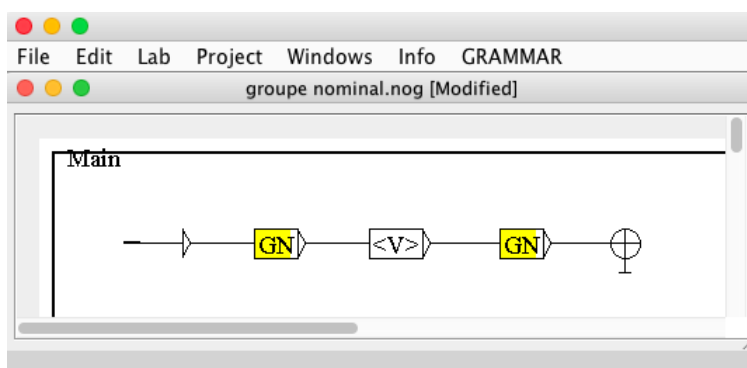 File Edit Lab Project Windows Info GRAMMAR
groupe nominal.nog [Modified]
Main
GN <V> GN